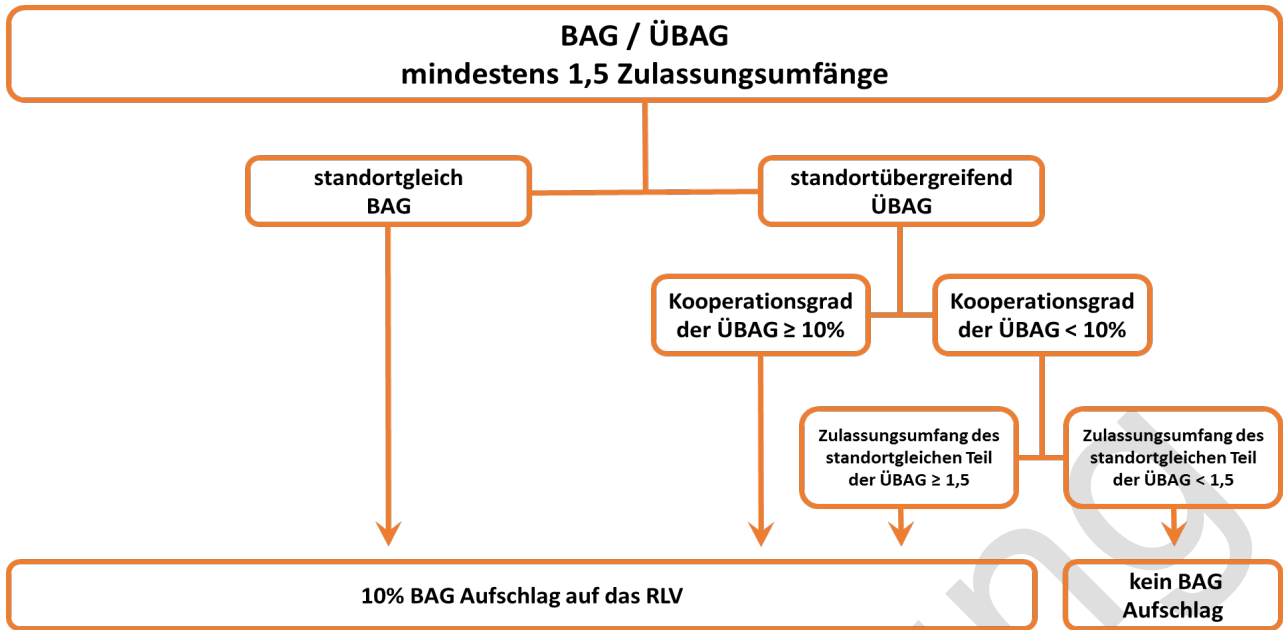 BAG / ÜBAG
mindestens 1,5 Zulassungsumfänge
standortgleich
BAG
standortübergreifend
ÜBAG
Kooperationsgrad
der ÜBAG ≥ 10%
Kooperationsgrad
der ÜBAG < 10%
Zulassungsumfang des
standortgleichen Teil
der ÜBAG ≥ 1,5
Zulassungsumfang des
standortgleichen Teil
der ÜBAG < 1,5
10% BAG Aufschlag auf das RLV
kein BAG
Aufschlag
ng